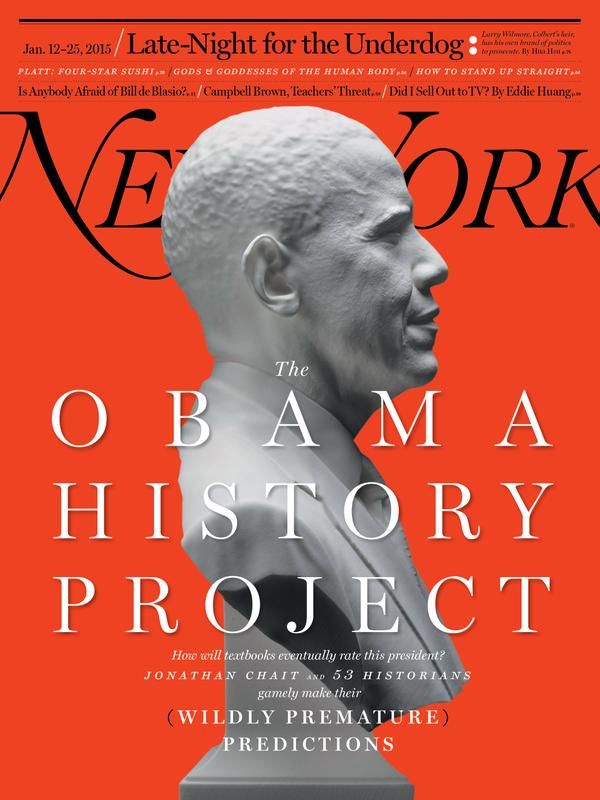 Jan. 12–25, 2015 / Late-Night for the Underdog:
Larry Wilmore, Colbert's heir,
has his own brand of politics
to prosecute. By Hua Hsu p.75
PLATT: FOUR-STAR SUSHI / GODS & GODDESSES OF THE HUMAN BODY / HOW TO STAND UP STRAIGHT
Is Anybody Afraid of Bill de Blasio? / Campbell Brown, Teachers' Threat / Did I Sell Out to TV? By Eddie Huang
NEW YORK
The
OBAMA
HISTORY
PROJECT
How will textbooks eventually rate this president?
JONATHAN CHAIT AND 53 HISTORIANS
gamely make their
(WILDLY PREMATURE)
PREDICTIONS